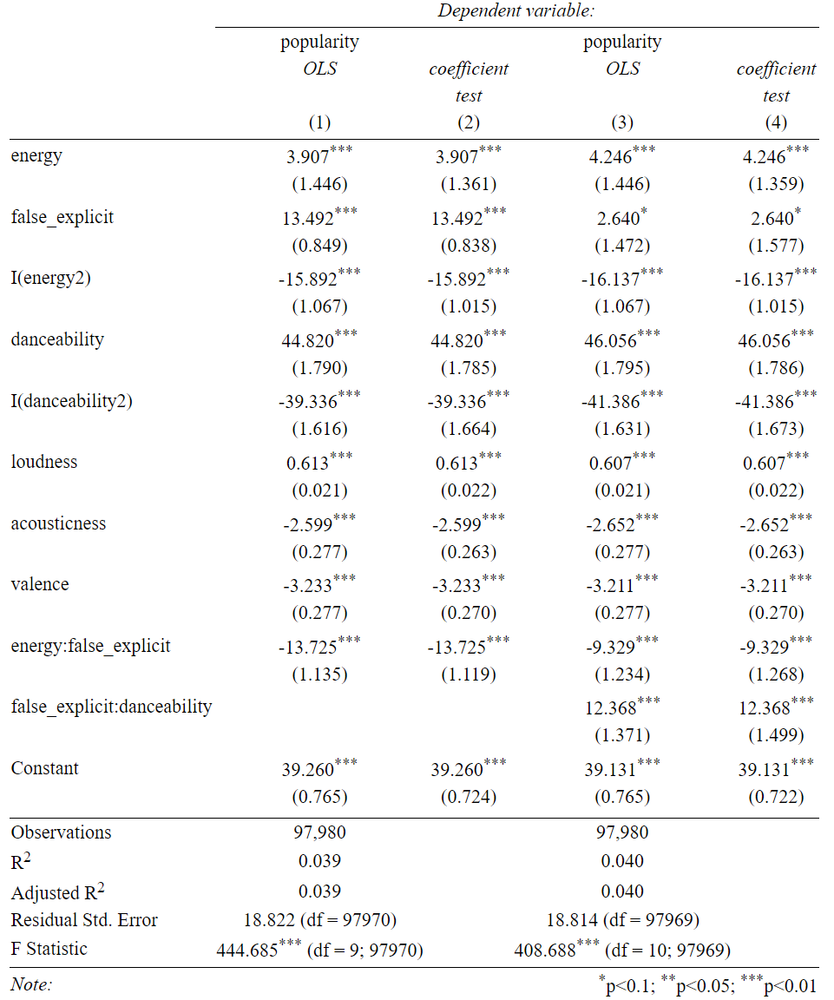 Dependent variable:
popularity popularity
OLS coefficient OLS coefficient
test test
(1) (2) (3) (4)
energy 3.907*** 3.907*** 4.246*** 4.246***
(1.446) (1.361) (1.446) (1.359)
false_explicit 13.492*** 13.492*** 2.640* 2.640*
(0.849) (0.838) (1.472) (1.577)
I(energy2) -15.892*** -15.892*** -16.137*** -16.137***
(1.067) (1.015) (1.067) (1.015)
danceability 44.820*** 44.820*** 46.056*** 46.056***
(1.790) (1.785) (1.795) (1.786)
I(danceability2) -39.336*** -39.336*** -41.386*** -41.386***
(1.616) (1.664) (1.631) (1.673)
loudness 0.613*** 0.613*** 0.607*** 0.607***
(0.021) (0.022) (0.021) (0.022)
acousticness -2.599*** -2.599*** -2.652*** -2.652***
(0.277) (0.263) (0.277) (0.263)
valence -3.233*** -3.233*** -3.211*** -3.211***
(0.277) (0.270) (0.277) (0.270)
energy:false_explicit -13.725*** -13.725*** -9.329*** -9.329***
(1.135) (1.119) (1.234) (1.268)
false_explicit:danceability 12.368*** 12.368***
(1.371) (1.499)
Constant 39.260*** 39.260*** 39.131*** 39.131***
(0.765) (0.724) (0.765) (0.722)
Observations 97,980 97,980
R2 0.039 0.040
Adjusted R2 0.039 0.040
Residual Std. Error 18.822 (df = 97970) 18.814 (df = 97969)
F Statistic 444.685*** (df = 9; 97970) 408.688*** (df = 10; 97969)
Note: *p<0.1; **p<0.05; ***p<0.01